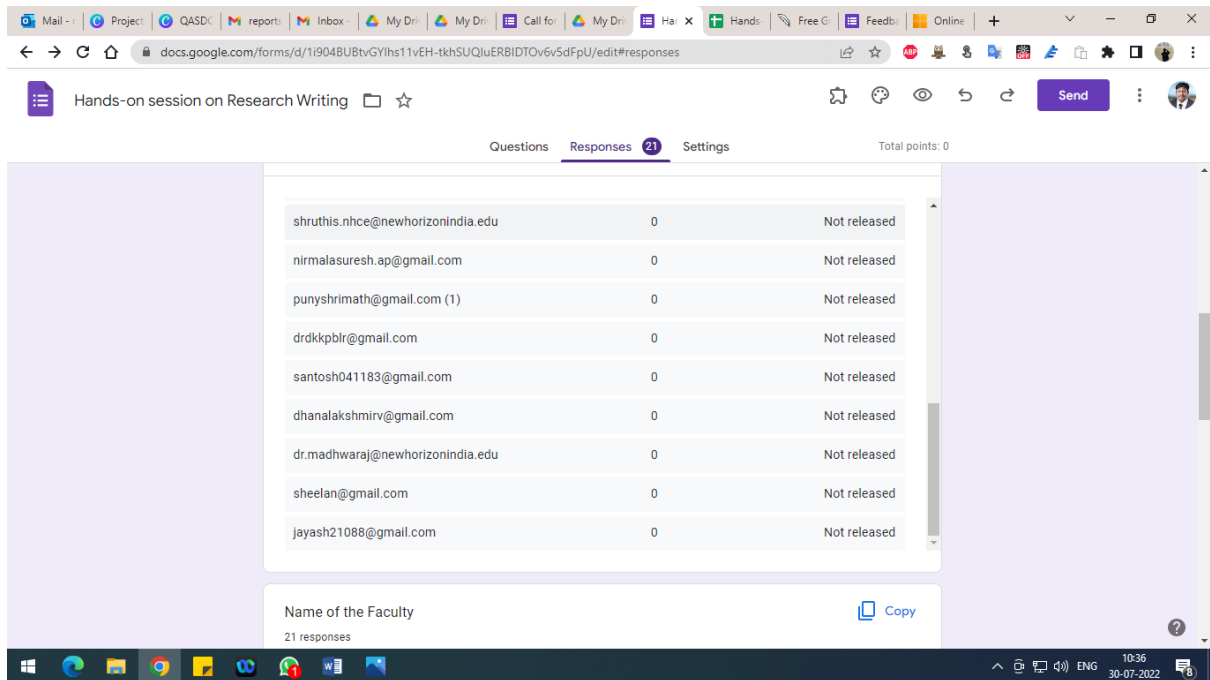 Mail - r Project QASDC reports Inbox - My Driv My Driv Call for My Driv Har Hands- Free Gr Feedba Online
docs.google.com/forms/d/1i904BUBtvGYlhs11vEH-tkhSUQluERBIDTOv6v5dFpU/edit#responses
Hands-on session on Research Writing Send
Questions Responses 21 Settings Total points: 0
shruthis.nhce@newhorizonindia.edu 0 Not released
nirmalasuresh.ap@gmail.com 0 Not released
punyshrimath@gmail.com (1) 0 Not released
drdkkpblr@gmail.com 0 Not released
santosh041183@gmail.com 0 Not released
dhanalakshmirv@gmail.com 0 Not released
dr.madhwaraj@newhorizonindia.edu 0 Not released
sheelan@gmail.com 0 Not released
jayash21088@gmail.com 0 Not released
Name of the Faculty Copy
21 responses
ENG 10:36
30-07-2022 8